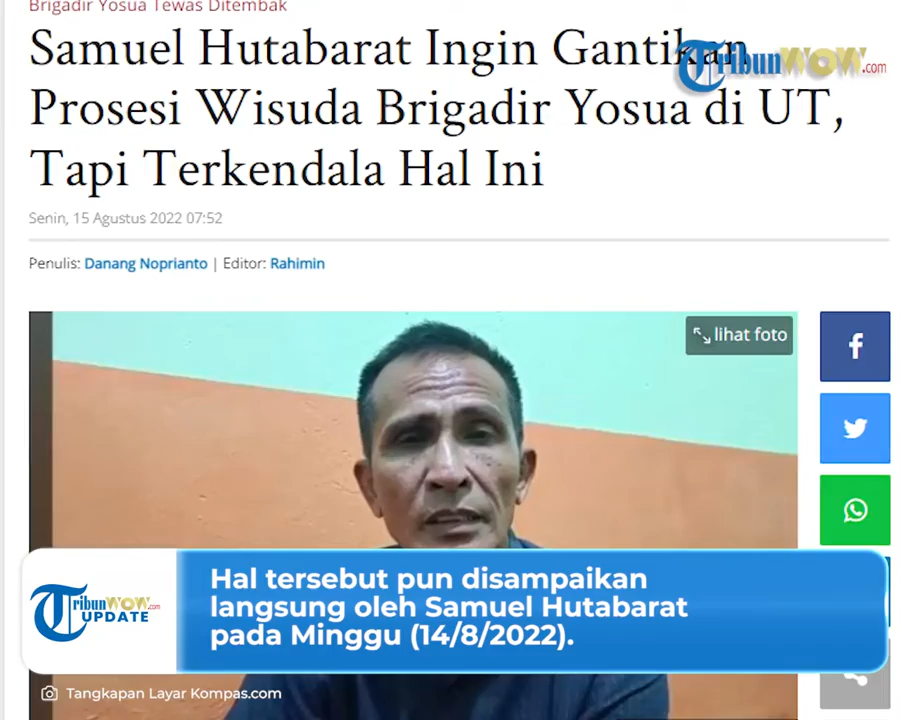 Brigadir Yosua Tewas Ditembak
Samuel Hutabarat Ingin Gantikan
TribunWOW.com
Prosesi Wisuda Brigadir Yosua di UT,
Tapi Terkendala Hal Ini
Senin, 15 Agustus 2022 07:52
Penulis: Danang Noprianto | Editor: Rahimin
lihat foto
Hal tersebut pun disampaikan
langsung oleh Samuel Hutabarat
pada Minggu (14/8/2022).
TribunWOW.com
UPDATE
Tangkapan Layar Kompas.com